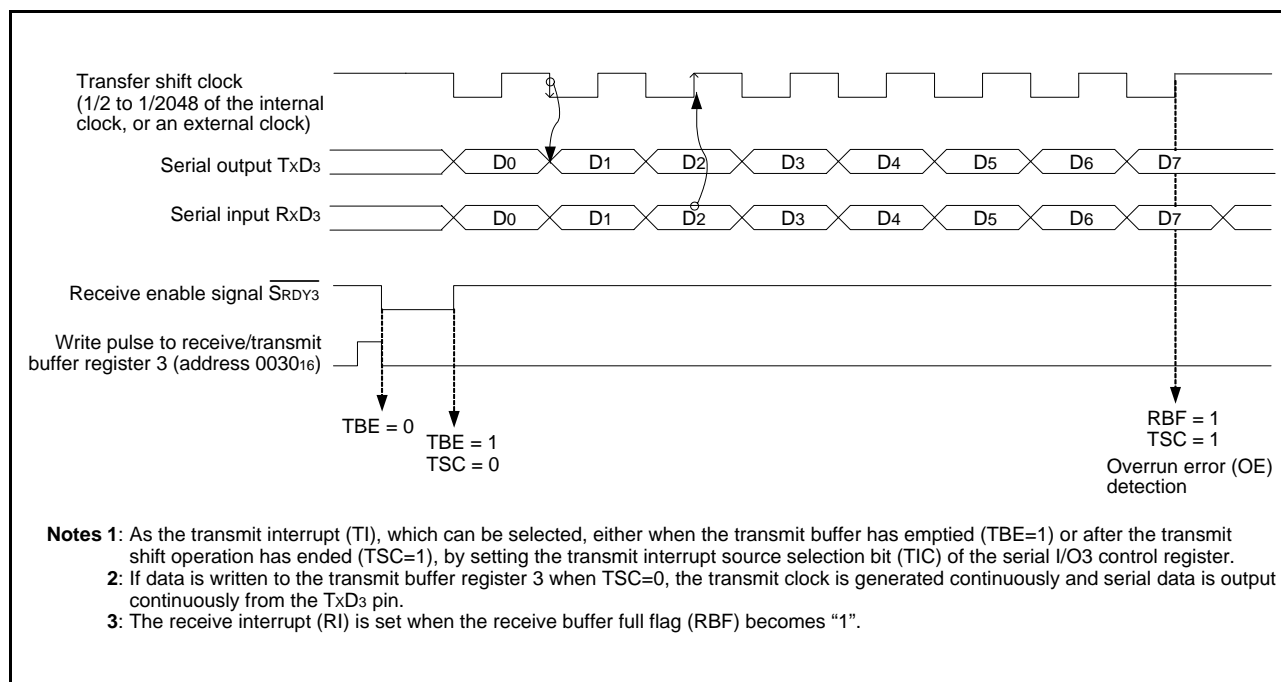 Transfer shift clock
(1/2 to 1/2048 of the internal
clock, or an external clock)
Serial output TxD3
D0 D1 D2 D3 D4 D5 D6 D7
Serial input RxD3
D0 D1 D2 D3 D4 D5 D6 D7
Receive enable signal SRDY3
Write pulse to receive/transmit
buffer register 3 (address 003016)
TBE = 0
TBE = 1
TSC = 0
RBF = 1
TSC = 1
Overrun error (OE)
detection
Notes 1: As the transmit interrupt (TI), which can be selected, either when the transmit buffer has emptied (TBE=1) or after the transmit
shift operation has ended (TSC=1), by setting the transmit interrupt source selection bit (TIC) of the serial I/O3 control register.
2: If data is written to the transmit buffer register 3 when TSC=0, the transmit clock is generated continuously and serial data is output
continuously from the TxD3 pin.
3: The receive interrupt (RI) is set when the receive buffer full flag (RBF) becomes “1”.